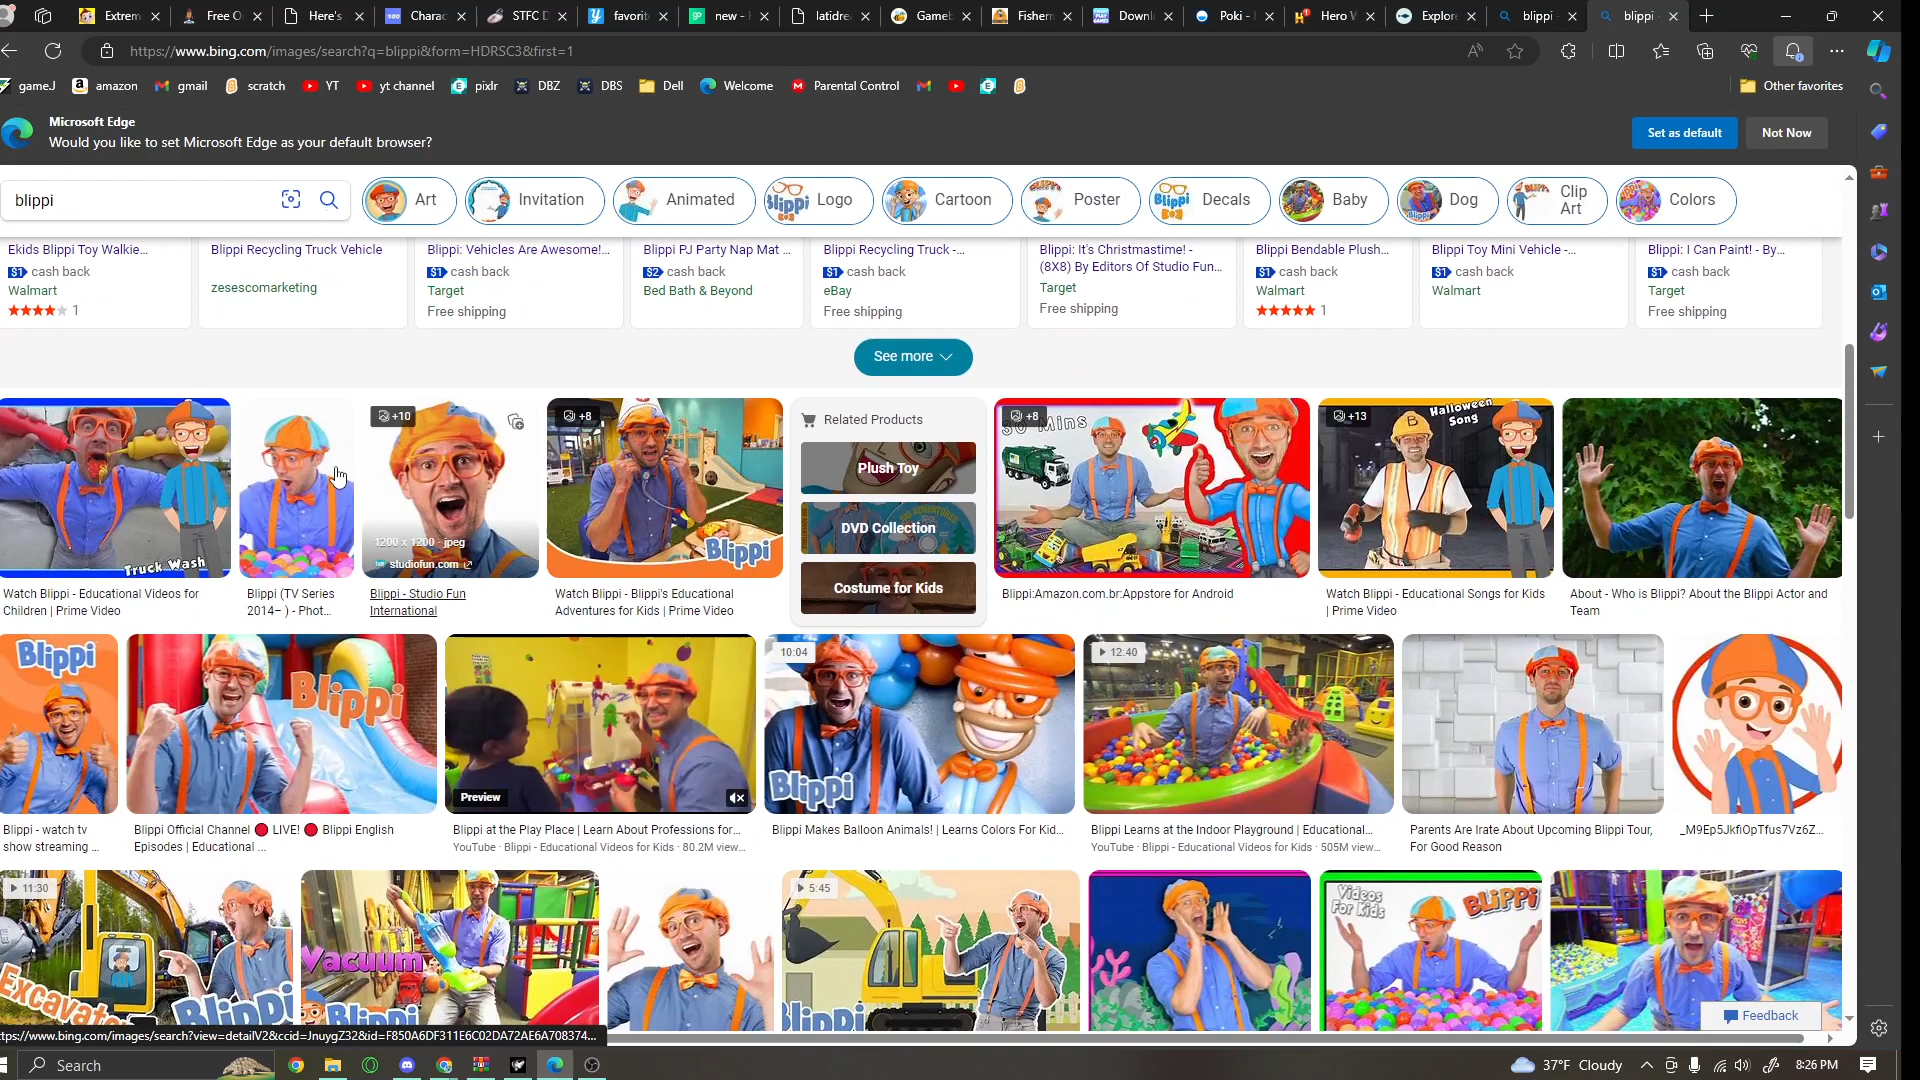 Extrem
Free O
Here's
Charac
STFC D
favorit
new - 
latidre
Game
Fisherm
Downl
Poki -
Hero W
Explor
blippi
blippi
https://www.bing.com/images/search?q=blippi&form=HDRSC3&first=1
gameJ
amazon
gmail
scratch
YT
yt channel
pixlr
DBZ
DBS
Dell
Welcome
Parental Control
Other favorites
Microsoft Edge
Would you like to set Microsoft Edge as your default browser?
Set as default
Not Now
blippi
Art
Invitation
Animated
Logo
Cartoon
Poster
Decals
Baby
Dog
Clip
Art
Colors
Ekids Blippi Toy Walkie...
$1 cash back
Walmart
1
Blippi Recycling Truck Vehicle
zesescomarketing
Blippi: Vehicles Are Awesome!...
$1 cash back
Target
Free shipping
Blippi PJ Party Nap Mat ...
$2 cash back
Bed Bath & Beyond
Blippi Recycling Truck -...
$1 cash back
eBay
Free shipping
Blippi: It's Christmastime! -
(8X8) By Editors Of Studio Fun...
Target
Free shipping
Blippi Bendable Plush...
$1 cash back
Walmart
1
Blippi Toy Mini Vehicle -...
$1 cash back
Walmart
Blippi: I Can Paint! - By...
$1 cash back
Target
Free shipping
See more
Truck Wash
Watch Blippi - Educational Videos for
Children | Prime Video
Blippi (TV Series
2014– ) - Phot...
+10
1200 x 1200 · jpeg
studiofun.com
Blippi - Studio Fun
International
+8
Blippi
Watch Blippi - Blippi's Educational
Adventures for Kids | Prime Video
Related Products
Plush Toy
DVD Collection
Costume for Kids
+8
30 Mins
Blippi:Amazon.com.br:Appstore for Android
+13
Halloween
Song
B
Watch Blippi - Educational Songs for Kids
| Prime Video
About - Who is Blippi? About the Blippi Actor and
Team
Blippi
Blippi - watch tv
show streaming ...
Blippi
Blippi Official Channel 🔴 LIVE! 🔴 Blippi English
Episodes | Educational ...
Preview
Blippi at the Play Place | Learn About Professions for...
YouTube · Blippi - Educational Videos for Kids · 80.2M view...
10:04
Blippi
Blippi Makes Balloon Animals! | Learns Colors For Kid...
12:40
Blippi Learns at the Indoor Playground | Educational...
YouTube · Blippi - Educational Videos for Kids · 505M view...
Parents Are Irate About Upcoming Blippi Tour,
For Good Reason
_M9Ep5JkfiOpTfus7Vz6Z...
11:30
Excavato
Blippi
Vacuum
Blippi
5:45
Blippi
Videos
For Kids
Blippi
Feedback
tps://www.bing.com/images/search?view=detailV2&ccid=JnuygZ32&id=F850A6DF311E6C02DA72AE6A708374...
Search
37°F Cloudy
8:26 PM